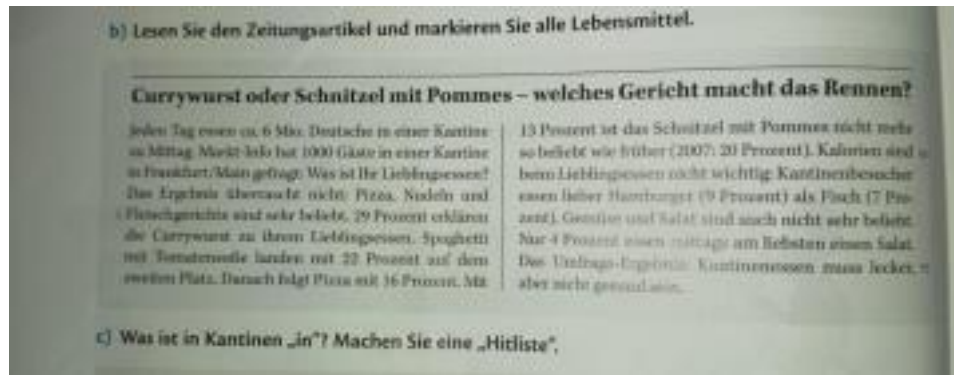 b) Lesen Sie den Zeitungsartikel und markieren Sie alle Lebensmittel.
Currywurst oder Schnitzel mit Pommes – welches Gericht macht das Rennen?
Jeden Tag essen ca. 6 Mio. Deutsche in einer Kantine
zu Mittag. Markt-Info hat 1000 Gäste in einer Kantine
in Frankfurt/Main gefragt: Was ist Ihr Lieblingsessen?
Das Ergebnis überrascht nicht: Pizza, Nudeln und
Fleischgerichte sind sehr beliebt. 29 Prozent erklären
die Currywurst zu ihrem Lieblingsessen. Spaghetti
mit Tomatensoße landen mit 22 Prozent auf dem
zweiten Platz. Danach folgt Pizza mit 16 Prozent. Mit
13 Prozent ist das Schnitzel mit Pommes nicht mehr
so beliebt wie früher (2007: 20 Prozent). Kalorien sind
beim Lieblingsessen nicht wichtig: Kantinenbesucher
essen lieber Hamburger (9 Prozent) als Fisch (7 Pro-
zent). Gemüse und Salat sind auch nicht sehr beliebt.
Nur 4 Prozent essen mittags am liebsten einen Salat.
Das Umfrage-Ergebnis: Kantinenessen muss lecker,
aber nicht gesund sein.
c) Was ist in Kantinen „in“? Machen Sie eine „Hitliste“.